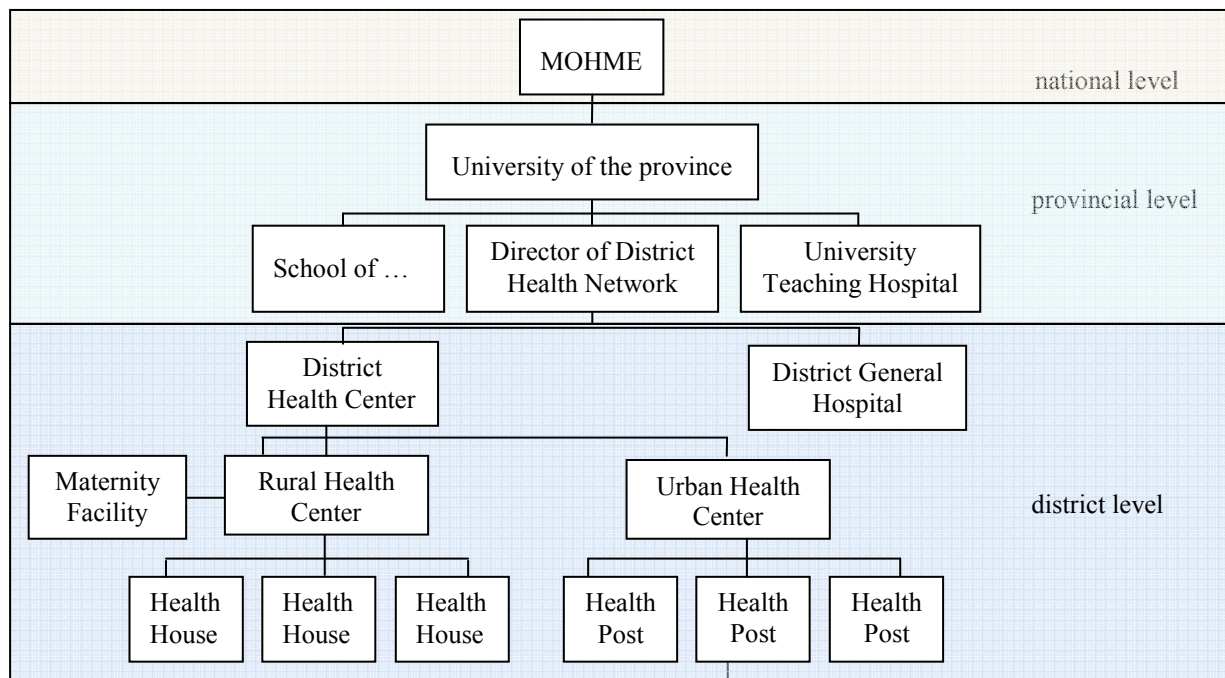 MOHME
national level
University of the province
provincial level
School of …
Director of District
Health Network
University
Teaching Hospital
District
Health Center
District General
Hospital
Maternity
Facility
Rural Health
Center
Urban Health
Center
district level
Health
House
Health
House
Health
House
Health
Post
Health
Post
Health
Post